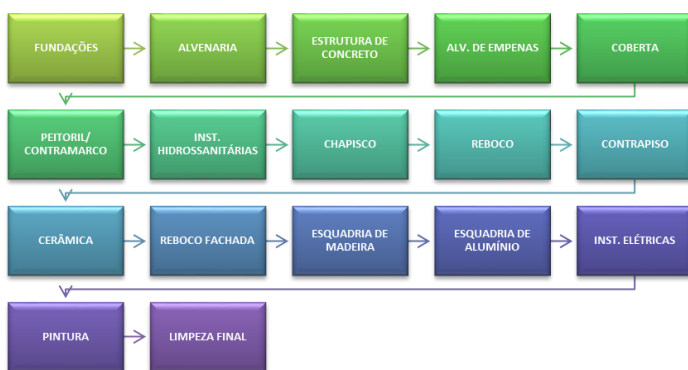 FUNDAÇÕES
ALVENARIA
ESTRUTURA DE
CONCRETO
ALV. DE EMPENAS
COBERTA
PEITORIL/
CONTRAMARCO
INST.
HIDROSSANITÁRIAS
CHAPISCO
REBOCO
CONTRAPISO
CERÂMICA
REBOCO FACHADA
ESQUADRIA DE
MADEIRA
ESQUADRIA DE
ALUMÍNIO
INST. ELÉTRICAS
PINTURA
LIMPEZA FINAL